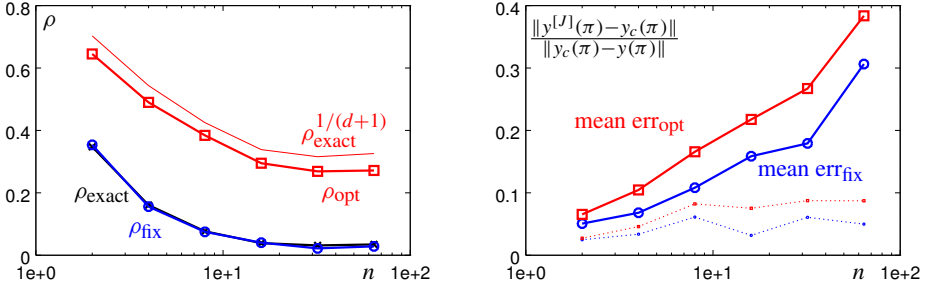 ρ
0.8
0.6
0.4
0.2
0
1e+0
1e+1
n
1e+2
ρ_exact^{1/(d+1)}
ρ_opt
ρ_exact
ρ_fix
0.4
0.3
0.2
0.1
0
1e+0
1e+1
n
1e+2
‖y^{[J]}(π)−y_c(π)‖
‖y_c(π)−y(π)‖
mean err_opt
mean err_fix